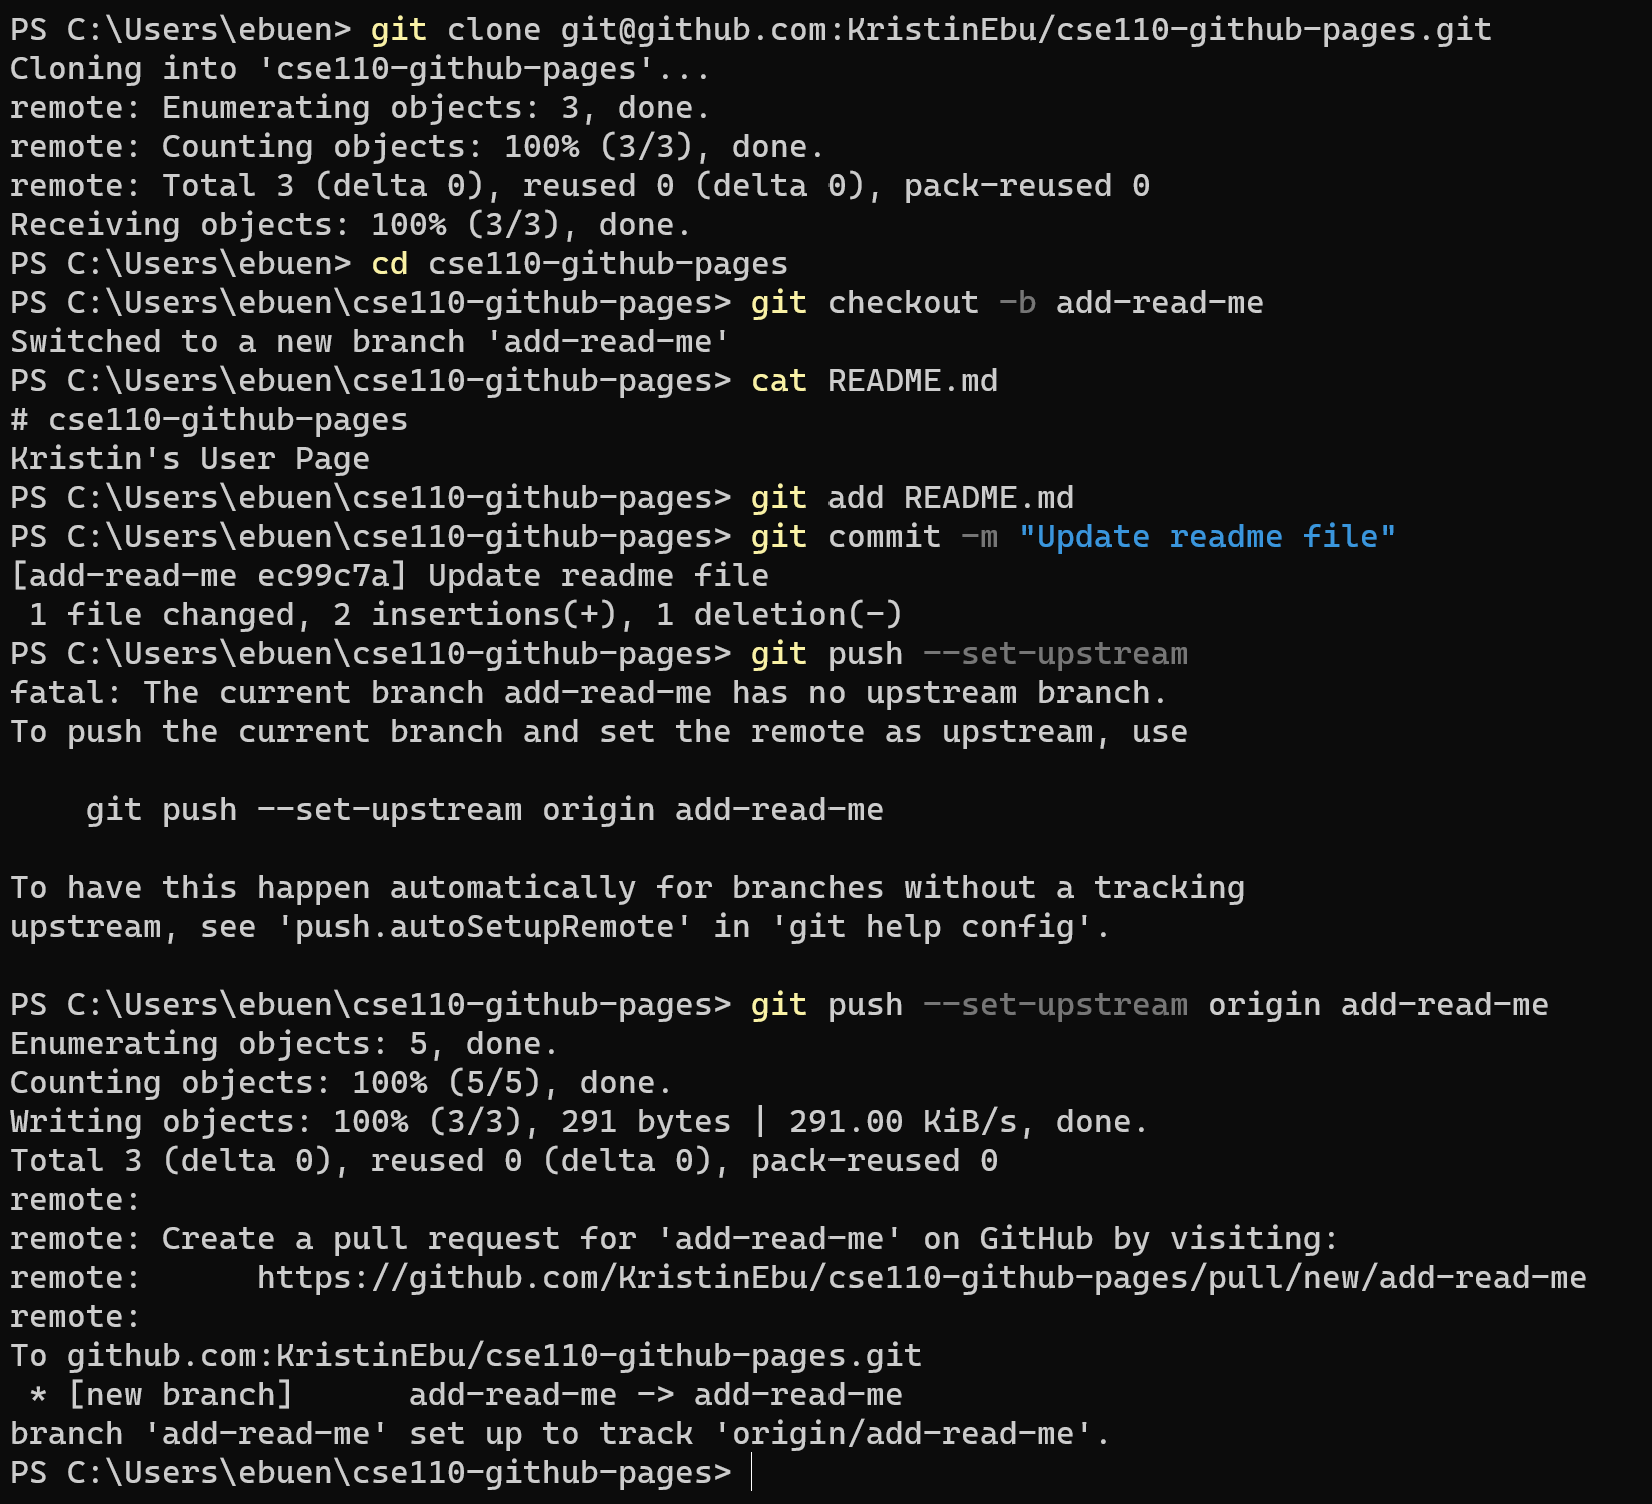 PS C:\Users\ebuen> git clone git@github.com:KristinEbu/cse110-github-pages.git
Cloning into 'cse110-github-pages'...
remote: Enumerating objects: 3, done.
remote: Counting objects: 100% (3/3), done.
remote: Total 3 (delta 0), reused 0 (delta 0), pack-reused 0
Receiving objects: 100% (3/3), done.
PS C:\Users\ebuen> cd cse110-github-pages
PS C:\Users\ebuen\cse110-github-pages> git checkout -b add-read-me
Switched to a new branch 'add-read-me'
PS C:\Users\ebuen\cse110-github-pages> cat README.md
# cse110-github-pages
Kristin's User Page
PS C:\Users\ebuen\cse110-github-pages> git add README.md
PS C:\Users\ebuen\cse110-github-pages> git commit -m "Update readme file"
[add-read-me ec99c7a] Update readme file
 1 file changed, 2 insertions(+), 1 deletion(-)
PS C:\Users\ebuen\cse110-github-pages> git push --set-upstream
fatal: The current branch add-read-me has no upstream branch.
To push the current branch and set the remote as upstream, use

    git push --set-upstream origin add-read-me

To have this happen automatically for branches without a tracking
upstream, see 'push.autoSetupRemote' in 'git help config'.

PS C:\Users\ebuen\cse110-github-pages> git push --set-upstream origin add-read-me
Enumerating objects: 5, done.
Counting objects: 100% (5/5), done.
Writing objects: 100% (3/3), 291 bytes | 291.00 KiB/s, done.
Total 3 (delta 0), reused 0 (delta 0), pack-reused 0
remote:
remote: Create a pull request for 'add-read-me' on GitHub by visiting:
remote:      https://github.com/KristinEbu/cse110-github-pages/pull/new/add-read-me
remote:
To github.com:KristinEbu/cse110-github-pages.git
 * [new branch]      add-read-me -> add-read-me
branch 'add-read-me' set up to track 'origin/add-read-me'.
PS C:\Users\ebuen\cse110-github-pages>